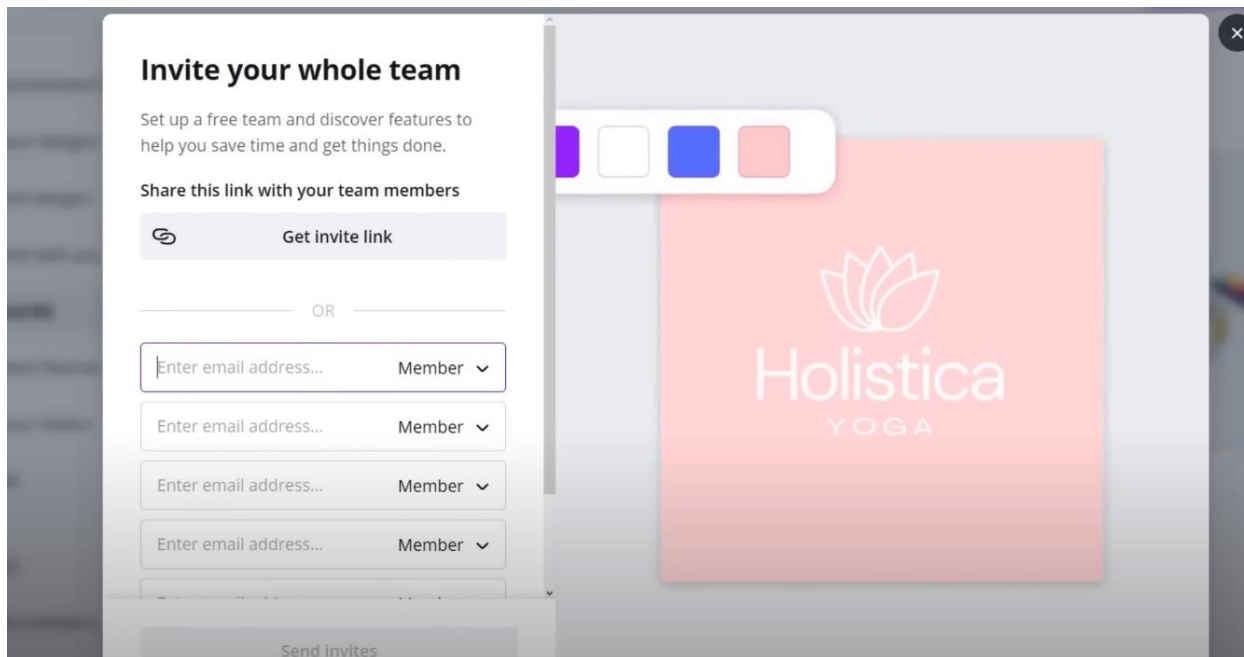 Invite your whole team
Set up a free team and discover features to
help you save time and get things done.
Share this link with your team members
Get invite link
OR
Enter email address... Member
Enter email address... Member
Enter email address... Member
Enter email address... Member
Send invites
Holistica
YOGA